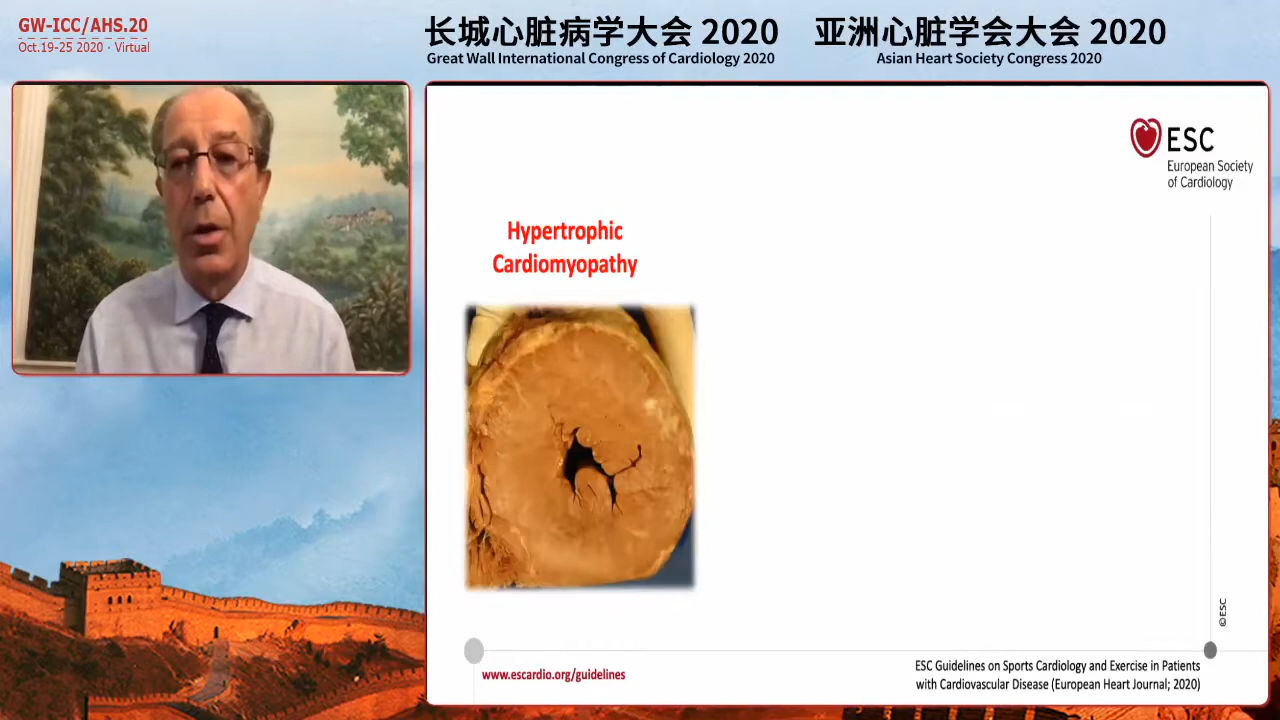 GW-ICC/AHS.20
Oct.19-25 2020 · Virtual
长城心脏病学大会 2020
Great Wall International Congress of Cardiology 2020
亚洲心脏学会大会 2020
Asian Heart Society Congress 2020
ESC
European Society
of Cardiology
Hypertrophic
Cardiomyopathy
©ESC
www.escardio.org/guidelines
ESC Guidelines on Sports Cardiology and Exercise in Patients
with Cardiovascular Disease (European Heart Journal; 2020)